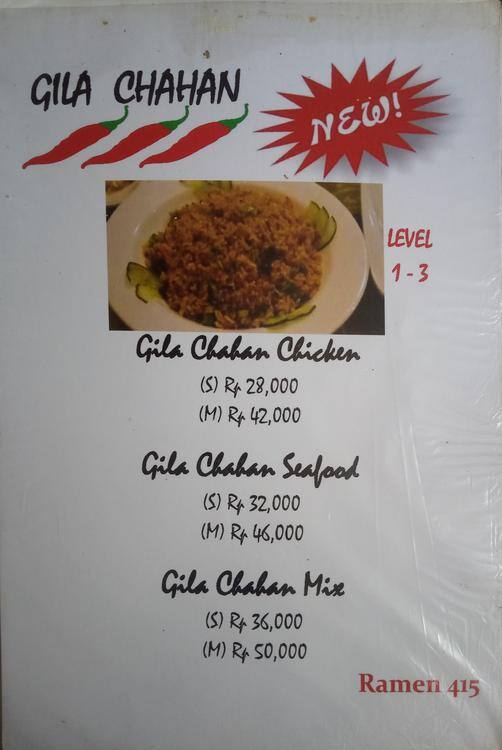 GILA CHAHAN
NEW!
LEVEL
1 - 3
Gila Chahan Chicken
(S) Rp 28,000
(M) Rp 42,000
Gila Chahan Seafood
(S) Rp 32,000
(M) Rp 46,000
Gila Chahan Mix
(S) Rp 36,000
(M) Rp 50,000
Ramen 415